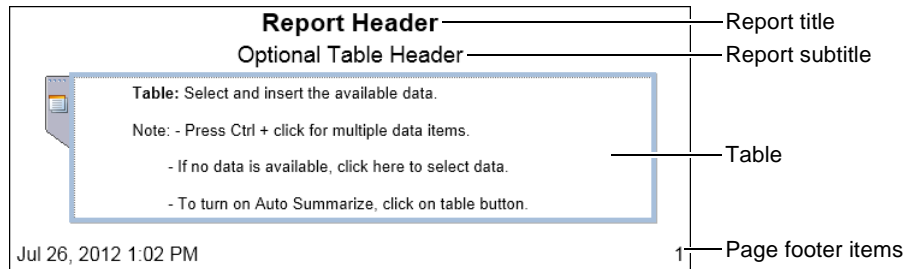 Report Header
Report title
Optional Table Header
Report subtitle
Table: Select and insert the available data.
Note: - Press Ctrl + click for multiple data items.
- If no data is available, click here to select data.
Table
- To turn on Auto Summarize, click on table button.
Jul 26, 2012 1:02 PM
1
Page footer items